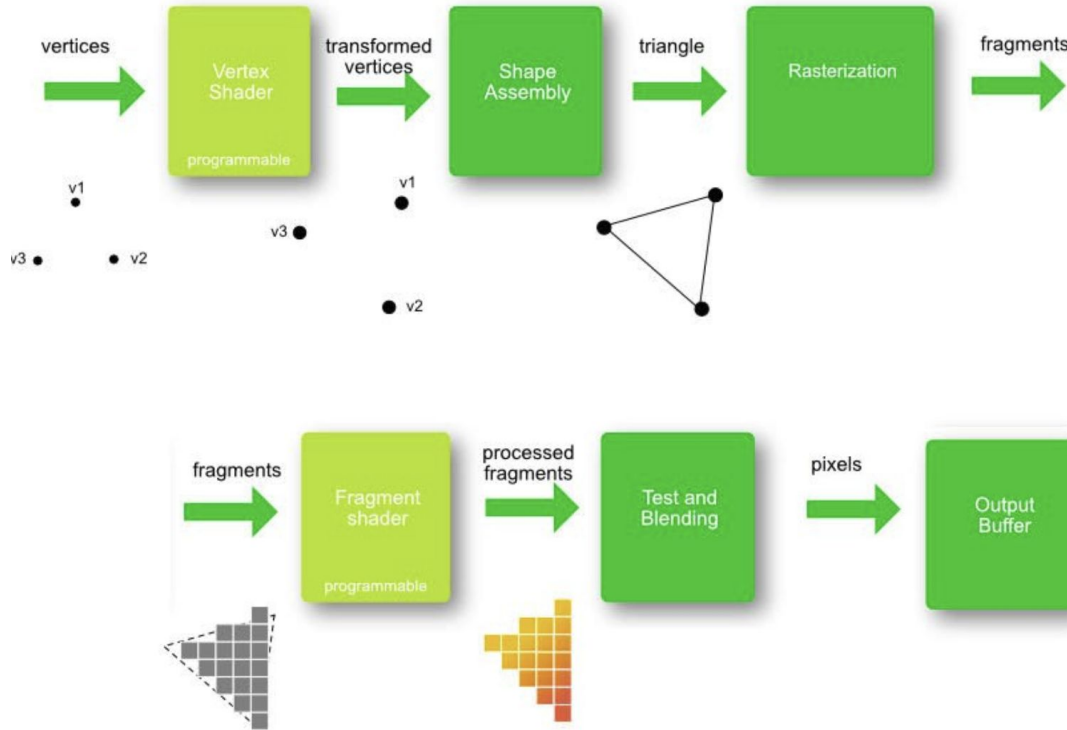 vertices
Vertex
Shader
programmable
transformed
vertices
Shape
Assembly
triangle
Rasterization
fragments
v1
v3
v2
v1
v3
v2
fragments
Fragment
shader
programmable
processed
fragments
Test and
Blending
pixels
Output
Buffer